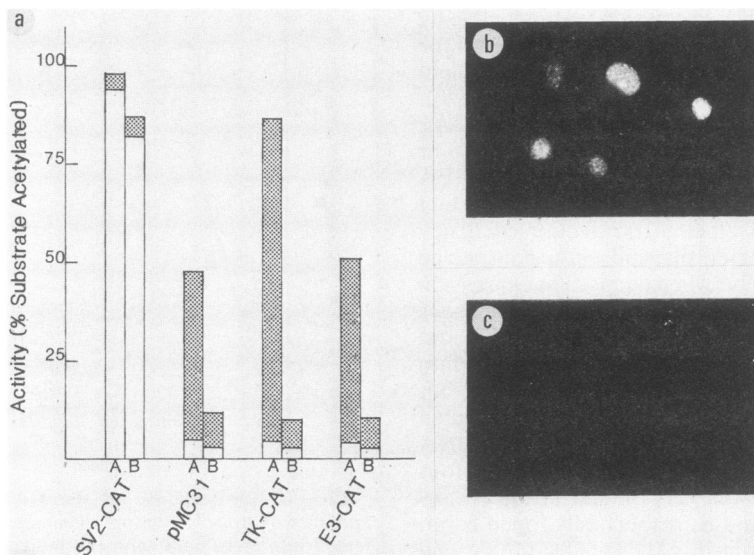 a
100
75
50
25
Activity (% Substrate Acetylated)
A B
A B
A B
A B
SV2-CAT
pMC31
TK-CAT
E3-CAT
b
c